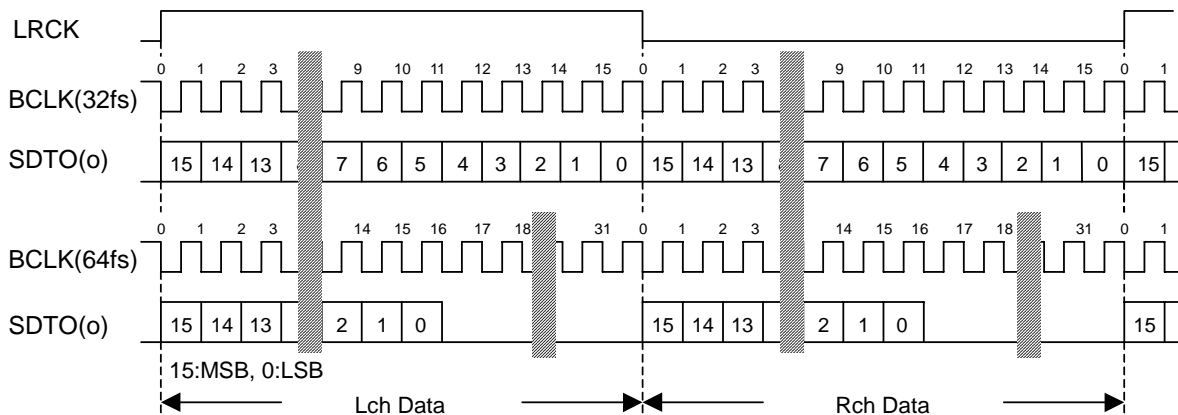 LRCK
0 1 2 3 9 10 11 12 13 14 15 0 1 2 3 9 10 11 12 13 14 15 0 1
BCLK(32fs)
SDTO(o) 15 14 13 7 6 5 4 3 2 1 0 15 14 13 7 6 5 4 3 2 1 0 15
0 1 2 3 14 15 16 17 18 31 0 1 2 3 14 15 16 17 18 31 0 1
BCLK(64fs)
SDTO(o) 15 14 13 2 1 0 15 14 13 2 1 0 15
15:MSB, 0:LSB
Lch Data Rch Data